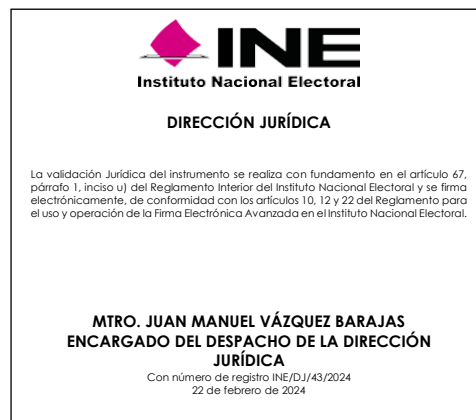 INE
Instituto Nacional Electoral
DIRECCIÓN JURÍDICA
La validación Jurídica del instrumento se realiza con fundamento en el artículo 67,
párrafo 1, inciso u) del Reglamento Interior del Instituto Nacional Electoral y se firma
electrónicamente, de conformidad con los artículos 10, 12 y 22 del Reglamento para
el uso y operación de la Firma Electrónica Avanzada en el Instituto Nacional Electoral.
MTRO. JUAN MANUEL VÁZQUEZ BARAJAS
ENCARGADO DEL DESPACHO DE LA DIRECCIÓN
JURÍDICA
Con número de registro INE/DJ/43/2024
22 de febrero de 2024